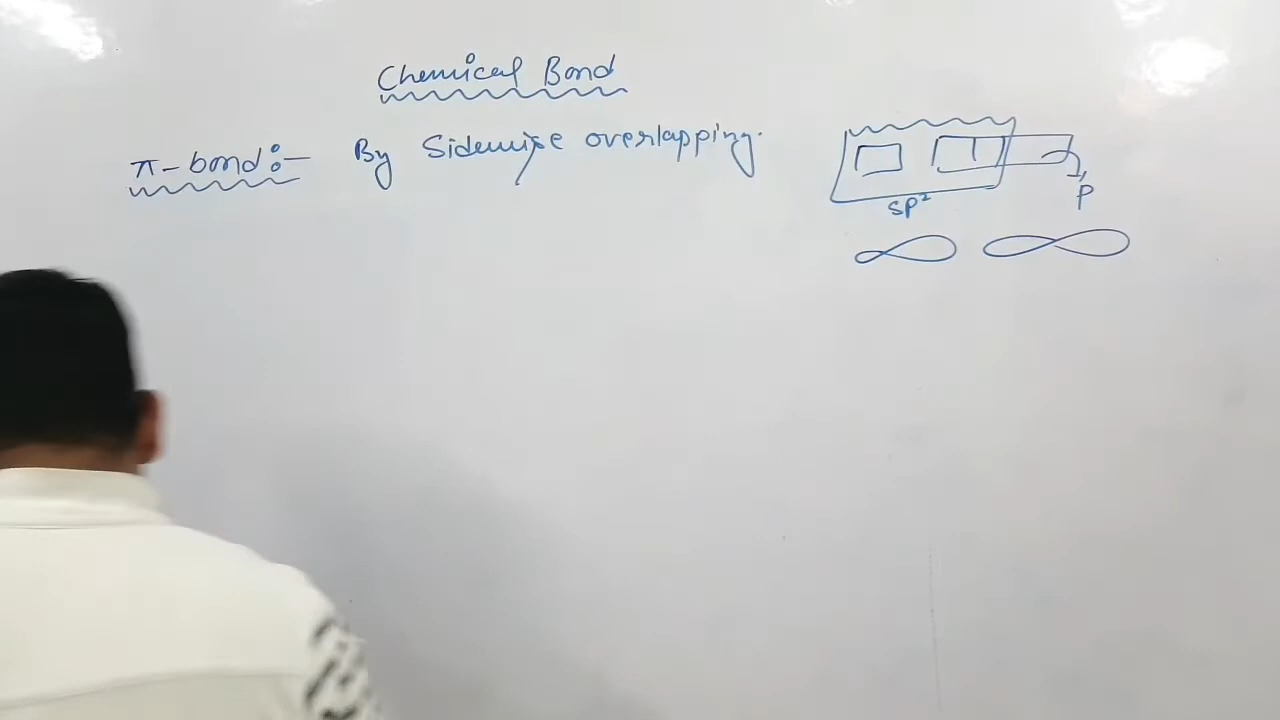 Chemical Bond
π-bond:- By Sidewise overlapping.
sp²
p